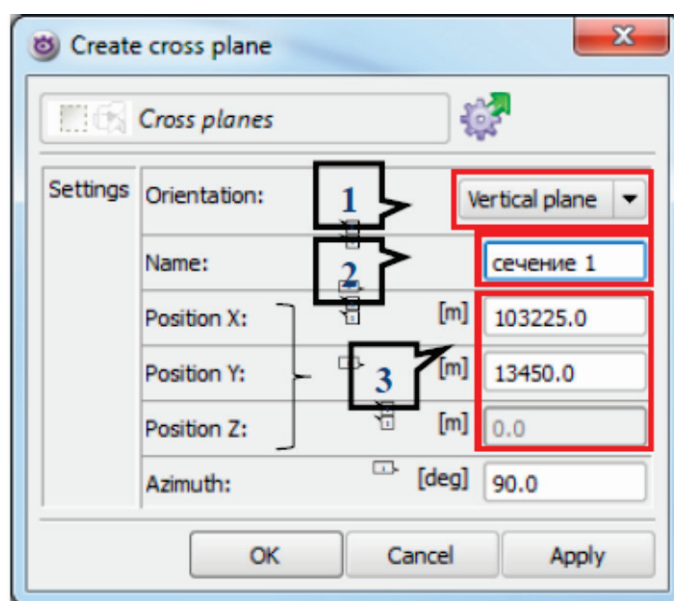 Create cross plane
Cross planes
Settings
Orientation: 1 Vertical plane
Name: 2 сечение 1
Position X: [m] 103225.0
Position Y: 3 [m] 13450.0
Position Z: [m] 0.0
Azimuth: [deg] 90.0
OK Cancel Apply